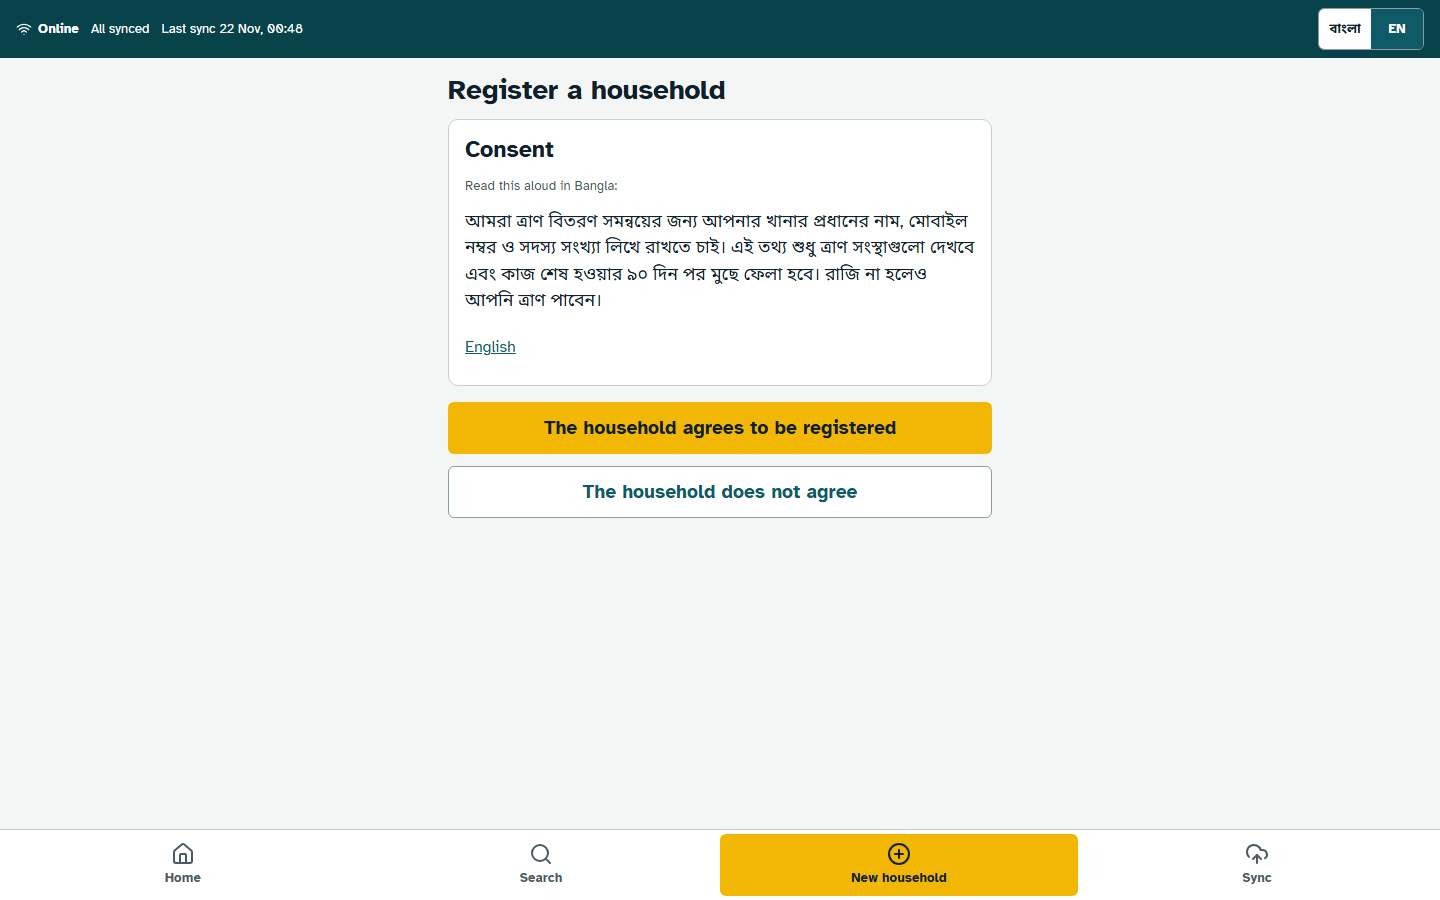 Online All synced Last sync 22 Nov, 00:48
বাংলা EN
Register a household
Consent
Read this aloud in Bangla:
আমরা ত্রাণ বিতরণ সমন্বয়ের জন্য আপনার খানার প্রধানের নাম, মোবাইল
নম্বর ও সদস্য সংখ্যা লিখে রাখতে চাই। এই তথ্য শুধু ত্রাণ সংস্থাগুলো দেখবে
এবং কাজ শেষ হওয়ার ৯০ দিন পর মুছে ফেলা হবে। রাজি না হলেও
আপনি ত্রাণ পাবেন।
English
The household agrees to be registered
The household does not agree
Home Search New household Sync